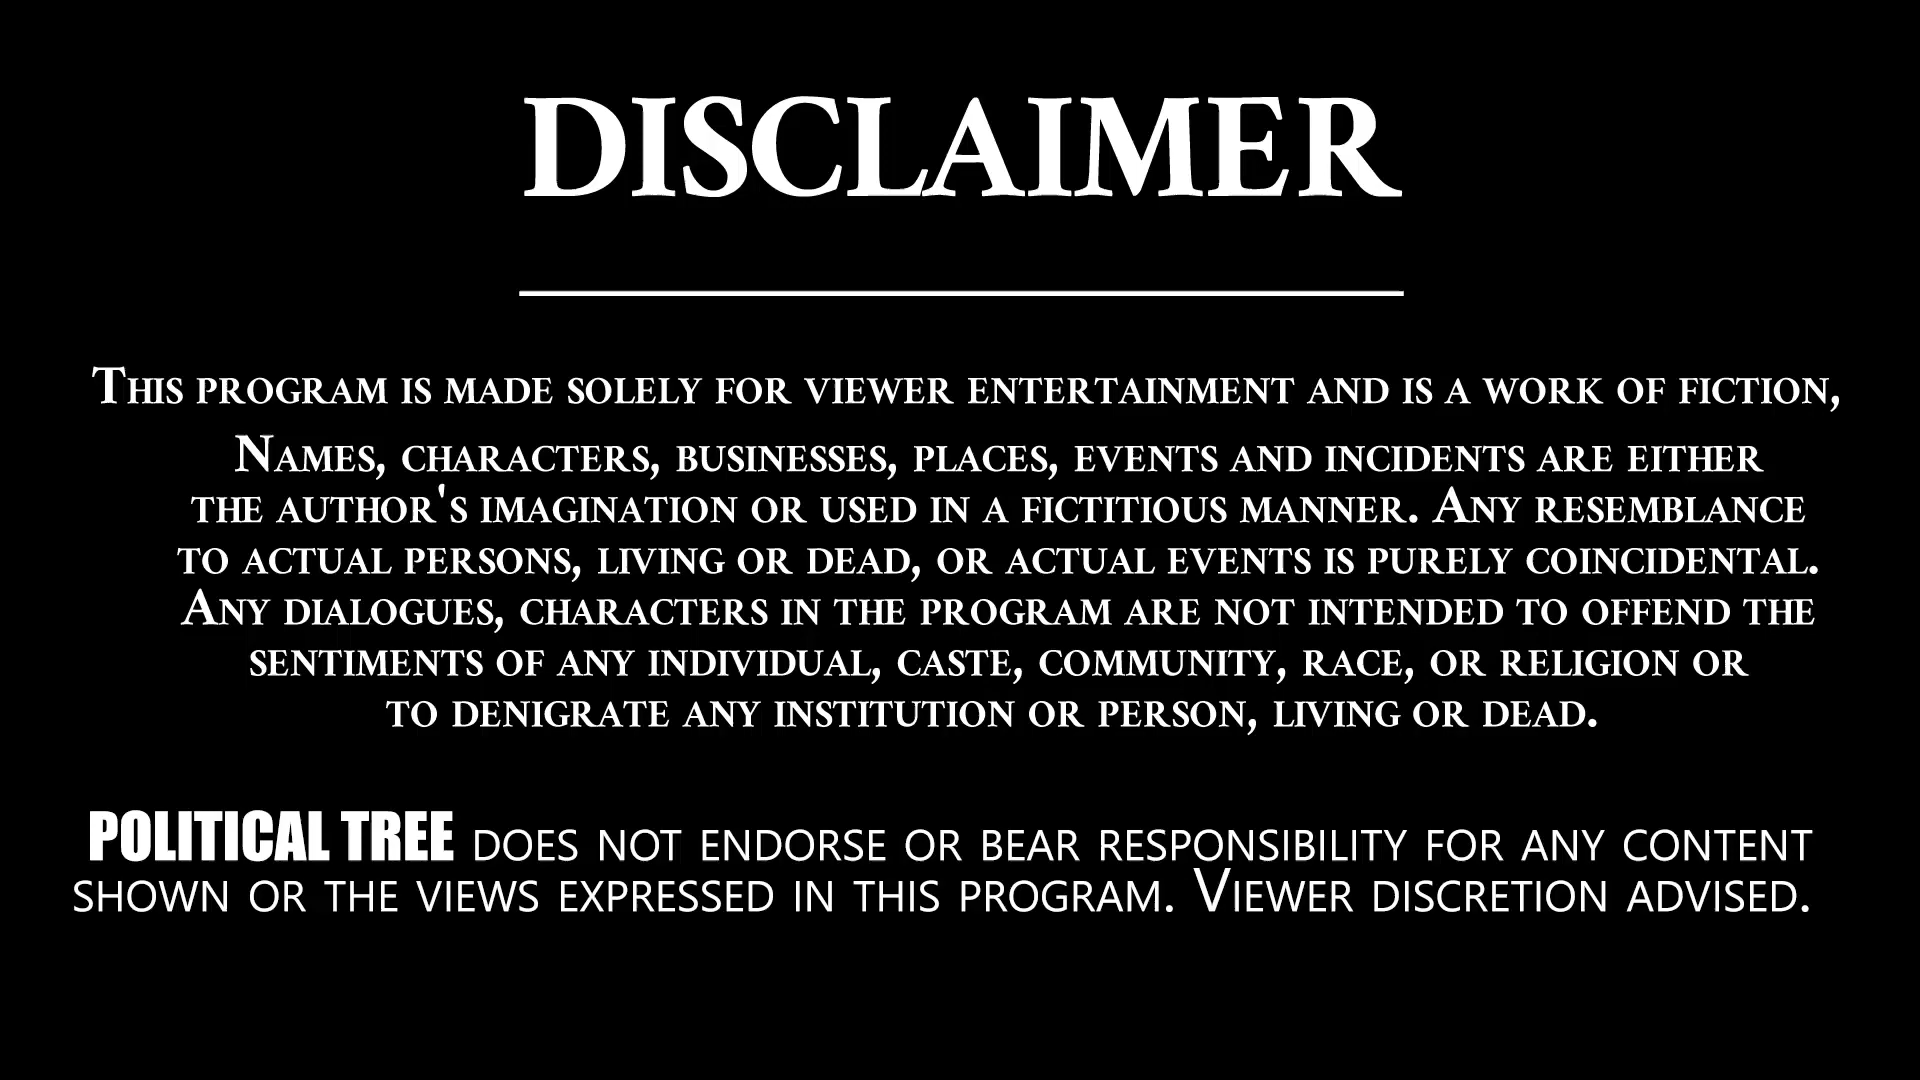 DISCLAIMER
This program is made solely for viewer entertainment and is a work of fiction,
Names, characters, businesses, places, events and incidents are either
the author's imagination or used in a fictitious manner. Any resemblance
to actual persons, living or dead, or actual events is purely coincidental.
Any dialogues, characters in the program are not intended to offend the
sentiments of any individual, caste, community, race, or religion or
to denigrate any institution or person, living or dead.
POLITICAL TREE does not endorse or bear responsibility for any content
shown or the views expressed in this program. Viewer discretion advised.